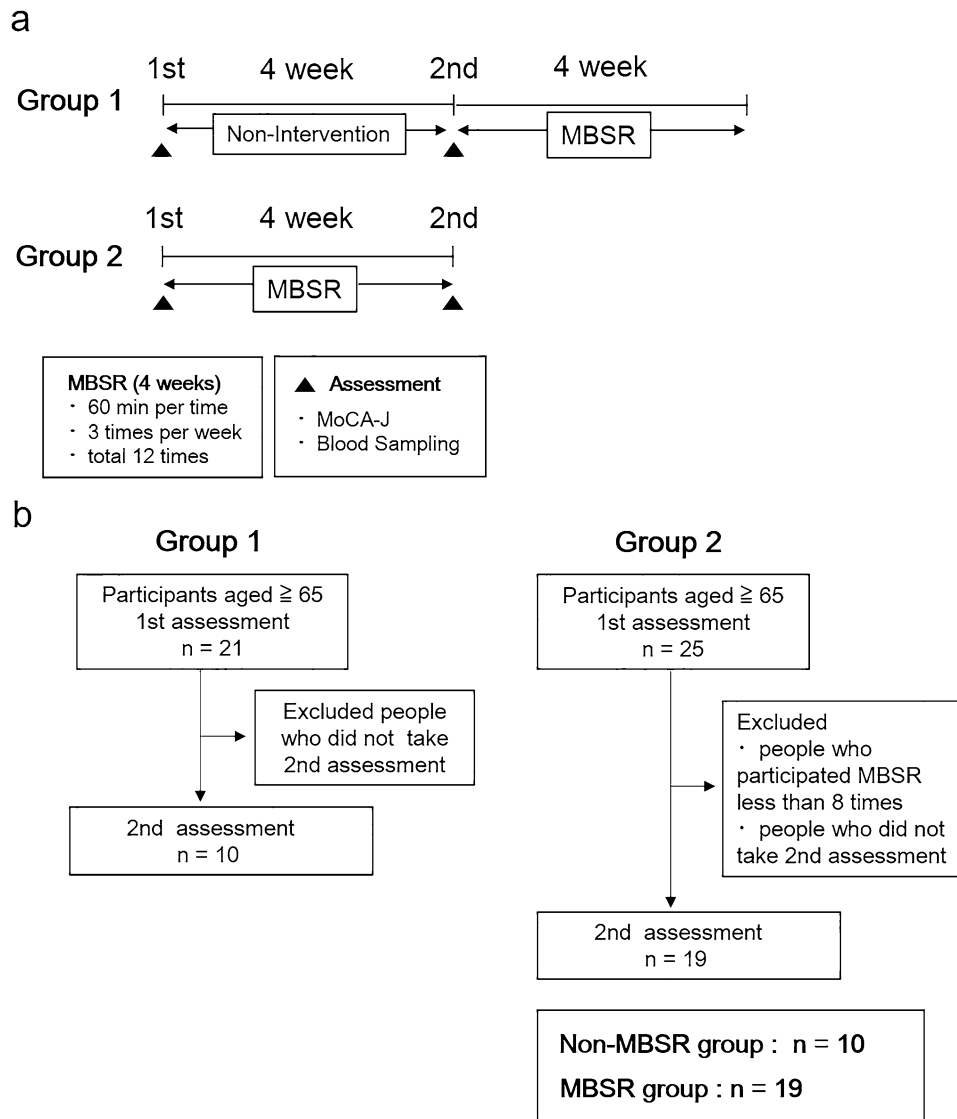 a
1st 4 week 2nd 4 week
Group 1
Non-Intervention MBSR
1st 4 week 2nd
Group 2
MBSR
MBSR (4 weeks)
· 60 min per time
· 3 times per week
· total 12 times
▲ Assessment
· MoCA-J
· Blood Sampling
b
Group 1
Participants aged ≧ 65
1st assessment
n = 21
Excluded people
who did not take
2nd assessment
2nd assessment
n = 10
Group 2
Participants aged ≧ 65
1st assessment
n = 25
Excluded
· people who
participated MBSR
less than 8 times
· people who did not
take 2nd assessment
2nd assessment
n = 19
Non-MBSR group : n = 10
MBSR group : n = 19